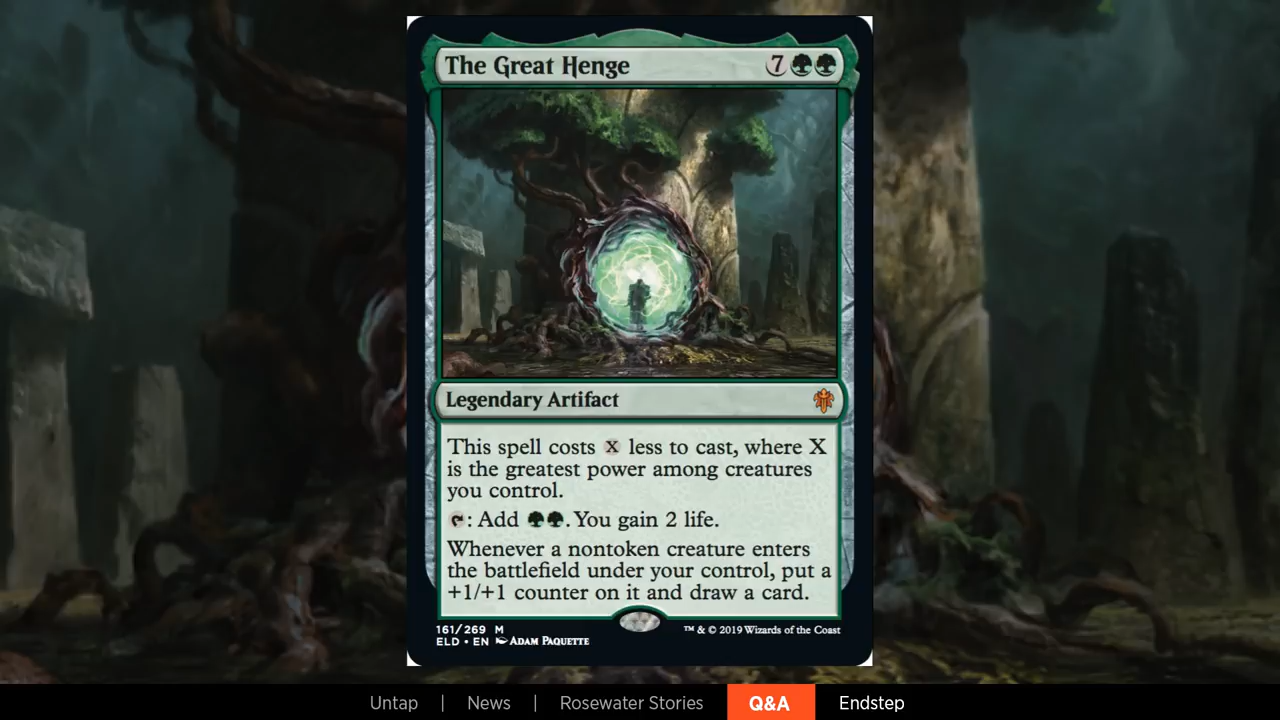 The Great Henge 7
Legendary Artifact
This spell costs X less to cast, where X
is the greatest power among creatures
you control.
: Add . You gain 2 life.
Whenever a nontoken creature enters
the battlefield under your control, put a
+1/+1 counter on it and draw a card.
161/269 M
ELD • EN ADAM PAQUETTE
™ & © 2019 Wizards of the Coast
Untap | News | Rosewater Stories Q&A Endstep